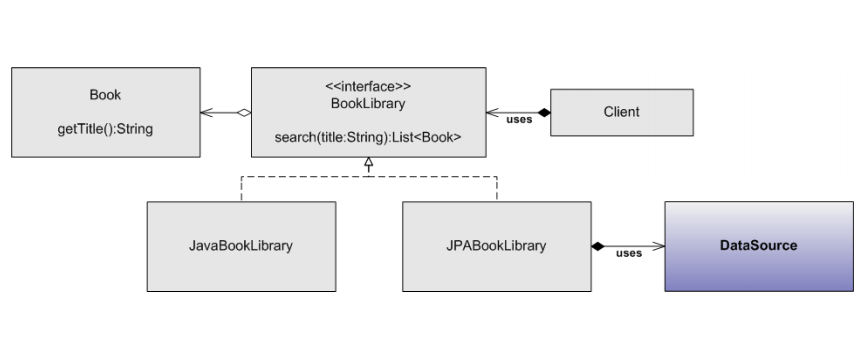 Book
getTitle():String
<<interface>>
BookLibrary
search(title:String):List<Book>
uses
Client
JavaBookLibrary
JPABookLibrary
uses
DataSource